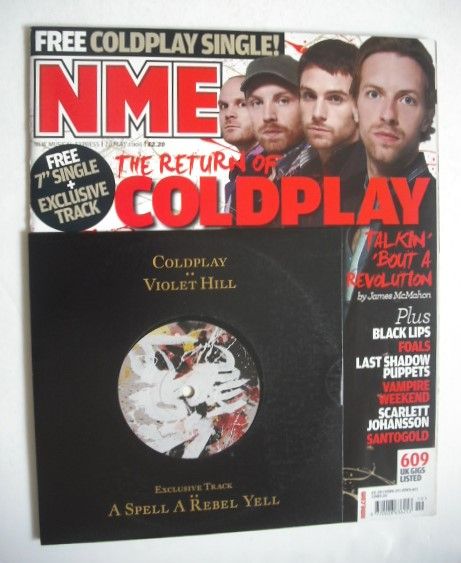 FREE COLDPLAY SINGLE!
NME
£2.20
FREE
7" SINGLE
+
EXCLUSIVE
TRACK
THE RETURN OF
COLDPLAY
TALKIN'
'BOUT A
REVOLUTION
by James McMahon
Plus
BLACK LIPS
FOALS
LAST SHADOW
PUPPETS
VAMPIRE
WEEKEND
SCARLETT
JOHANSSON
SANTOGOLD
609
UK GIGS
LISTED
nme.com
COLDPLAY
VIOLET HILL
EXCLUSIVE TRACK
A SPELL A REBEL YELL